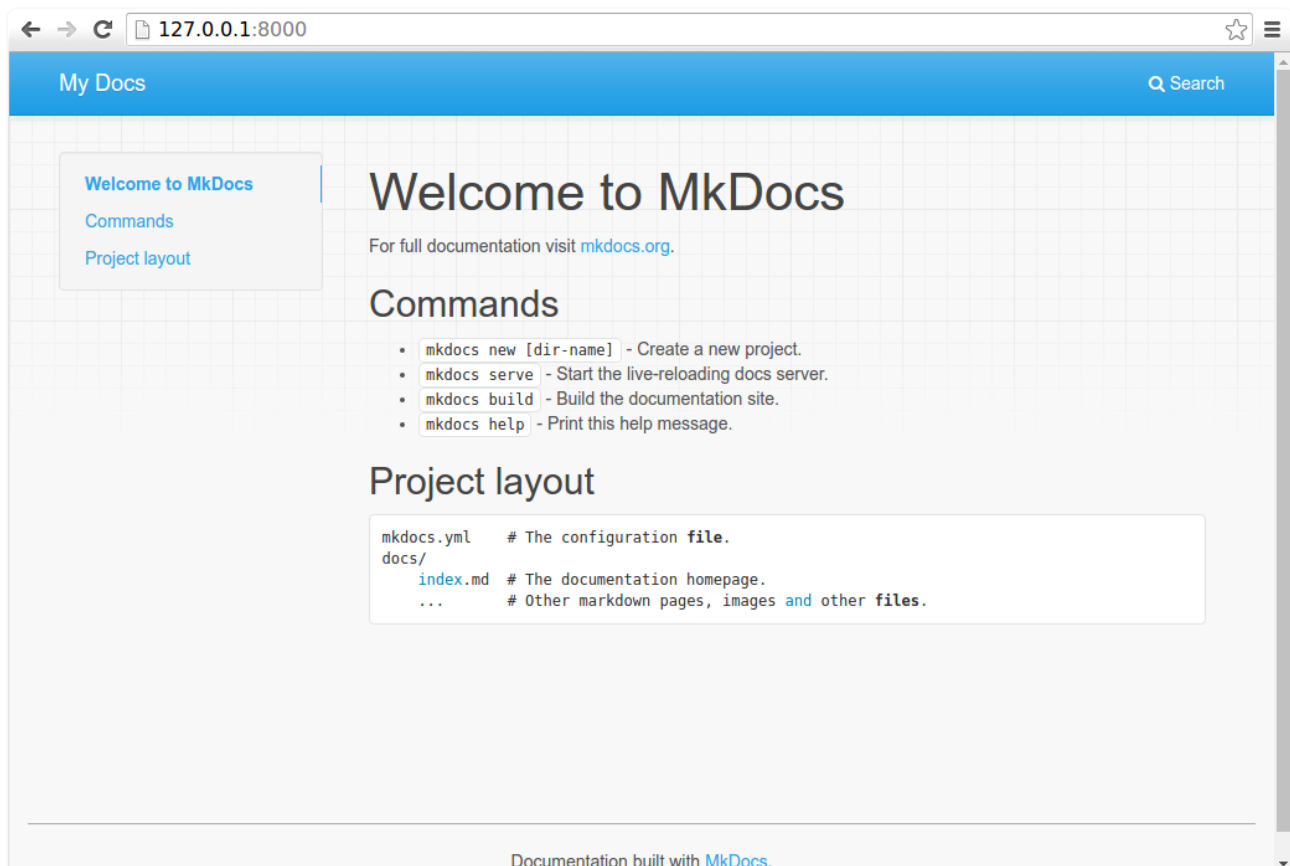 127.0.0.1:8000
My Docs
Search
Welcome to MkDocs
Commands
Project layout
Welcome to MkDocs
For full documentation visit mkdocs.org.
Commands
• mkdocs new [dir-name] - Create a new project.
• mkdocs serve - Start the live-reloading docs server.
• mkdocs build - Build the documentation site.
• mkdocs help - Print this help message.
Project layout
mkdocs.yml    # The configuration file.
docs/
    index.md  # The documentation homepage.
    ...       # Other markdown pages, images and other files.
Documentation built with MkDocs.